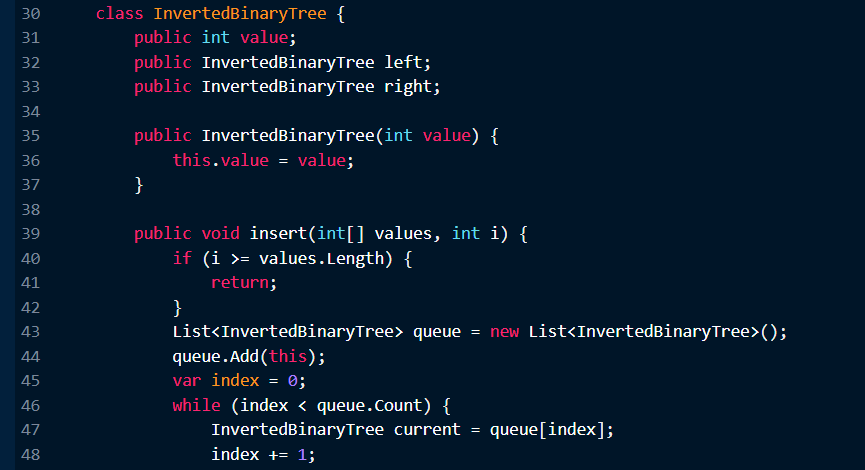 30 class InvertedBinaryTree {
31 public int value;
32 public InvertedBinaryTree left;
33 public InvertedBinaryTree right;
34
35 public InvertedBinaryTree(int value) {
36 this.value = value;
37 }
38
39 public void insert(int[] values, int i) {
40 if (i >= values.Length) {
41 return;
42 }
43 List<InvertedBinaryTree> queue = new List<InvertedBinaryTree>();
44 queue.Add(this);
45 var index = 0;
46 while (index < queue.Count) {
47 InvertedBinaryTree current = queue[index];
48 index += 1;